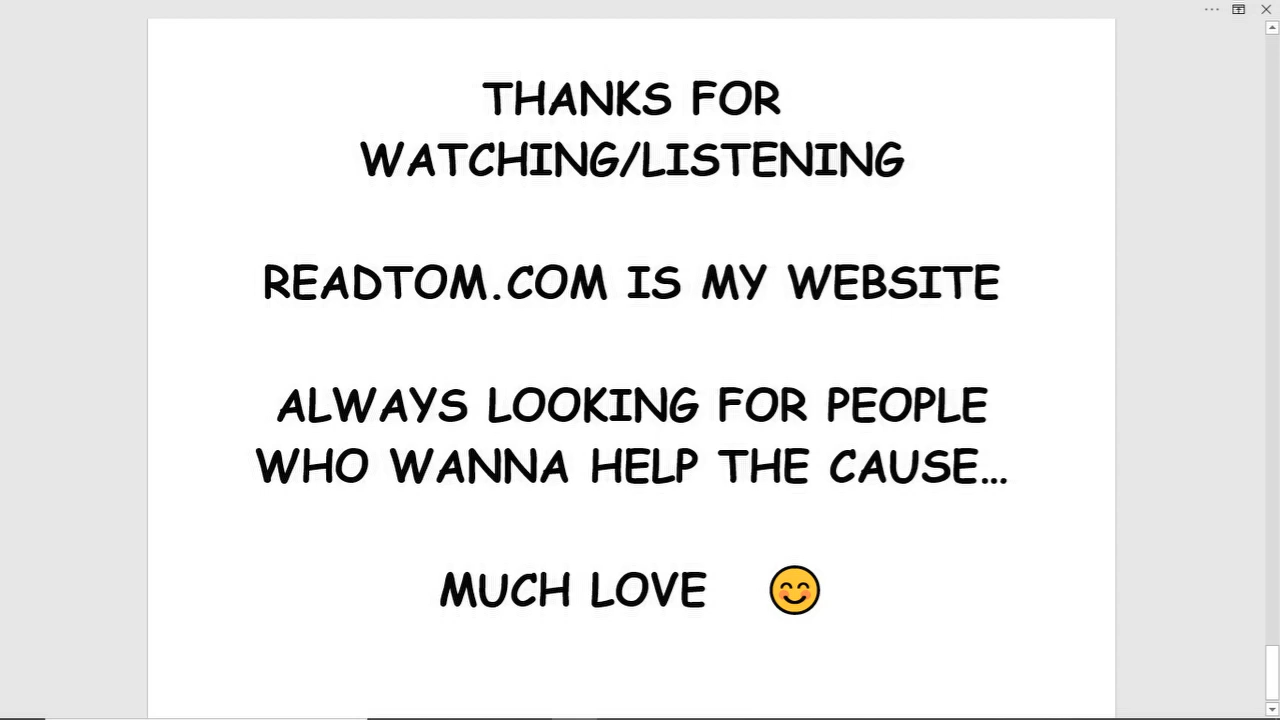 THANKS FOR
WATCHING/LISTENING
READTOM.COM IS MY WEBSITE
ALWAYS LOOKING FOR PEOPLE
WHO WANNA HELP THE CAUSE...
MUCH LOVE 😊